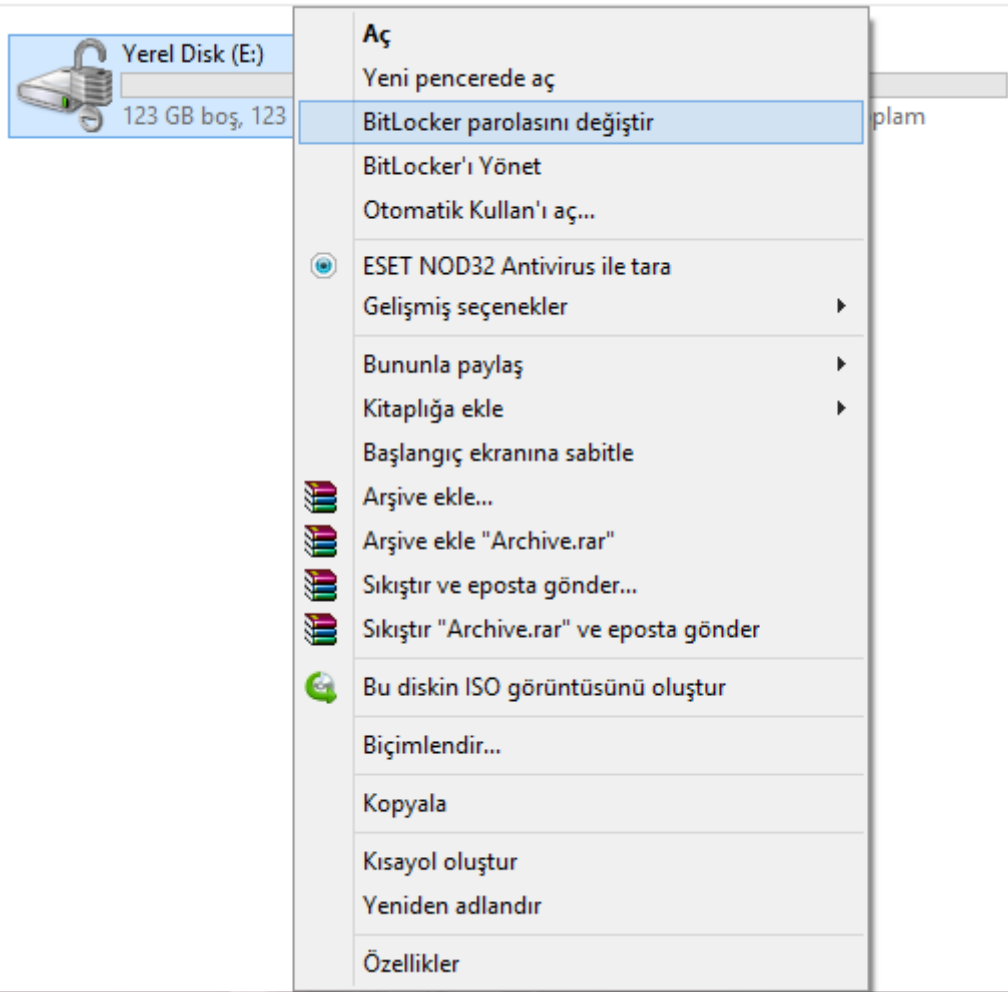 Yerel Disk (E:)
123 GB boş, 123
plam
Aç
Yeni pencerede aç
BitLocker parolasını değiştir
BitLocker'ı Yönet
Otomatik Kullan'ı aç...
ESET NOD32 Antivirus ile tara
Gelişmiş seçenekler
Bununla paylaş
Kitaplığa ekle
Başlangıç ekranına sabitle
Arşive ekle...
Arşive ekle "Archive.rar"
Sıkıştır ve eposta gönder...
Sıkıştır "Archive.rar" ve eposta gönder
Bu diskin ISO görüntüsünü oluştur
Biçimlendir...
Kopyala
Kısayol oluştur
Yeniden adlandır
Özellikler